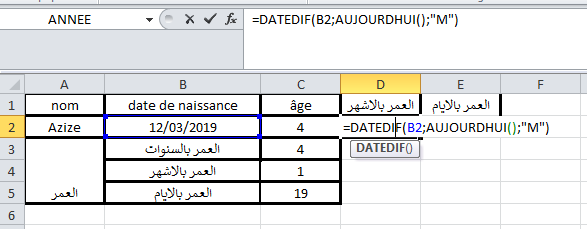 ANNEE =DATEDIF(B2;AUJOURDHUI();"M")
A B C D E F
1 nom date de naissance âge العمر بالاشهر العمر بالايام
2 Azize 12/03/2019 4 =DATEDIF(B2;AUJOURDHUI();"M")
DATEDIF()
3 العمر بالسنوات 4
4 العمر بالاشهر 1
5 العمر العمر بالايام 19
6